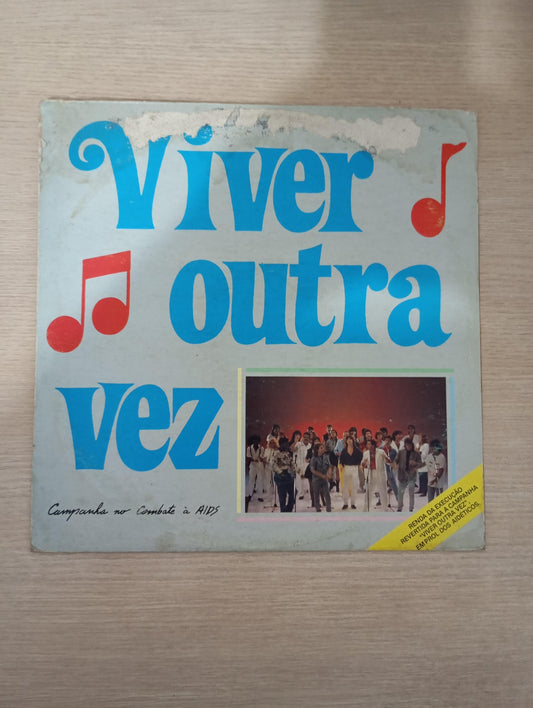 Viver
outra
vez
Campanha no Combate à AIDS
RENDA DA EXECUÇÃO
REVERTIDA PARA A CAMPANHA
"VIVER OUTRA VEZ"
EM PROL DOS AIDÉTICOS.